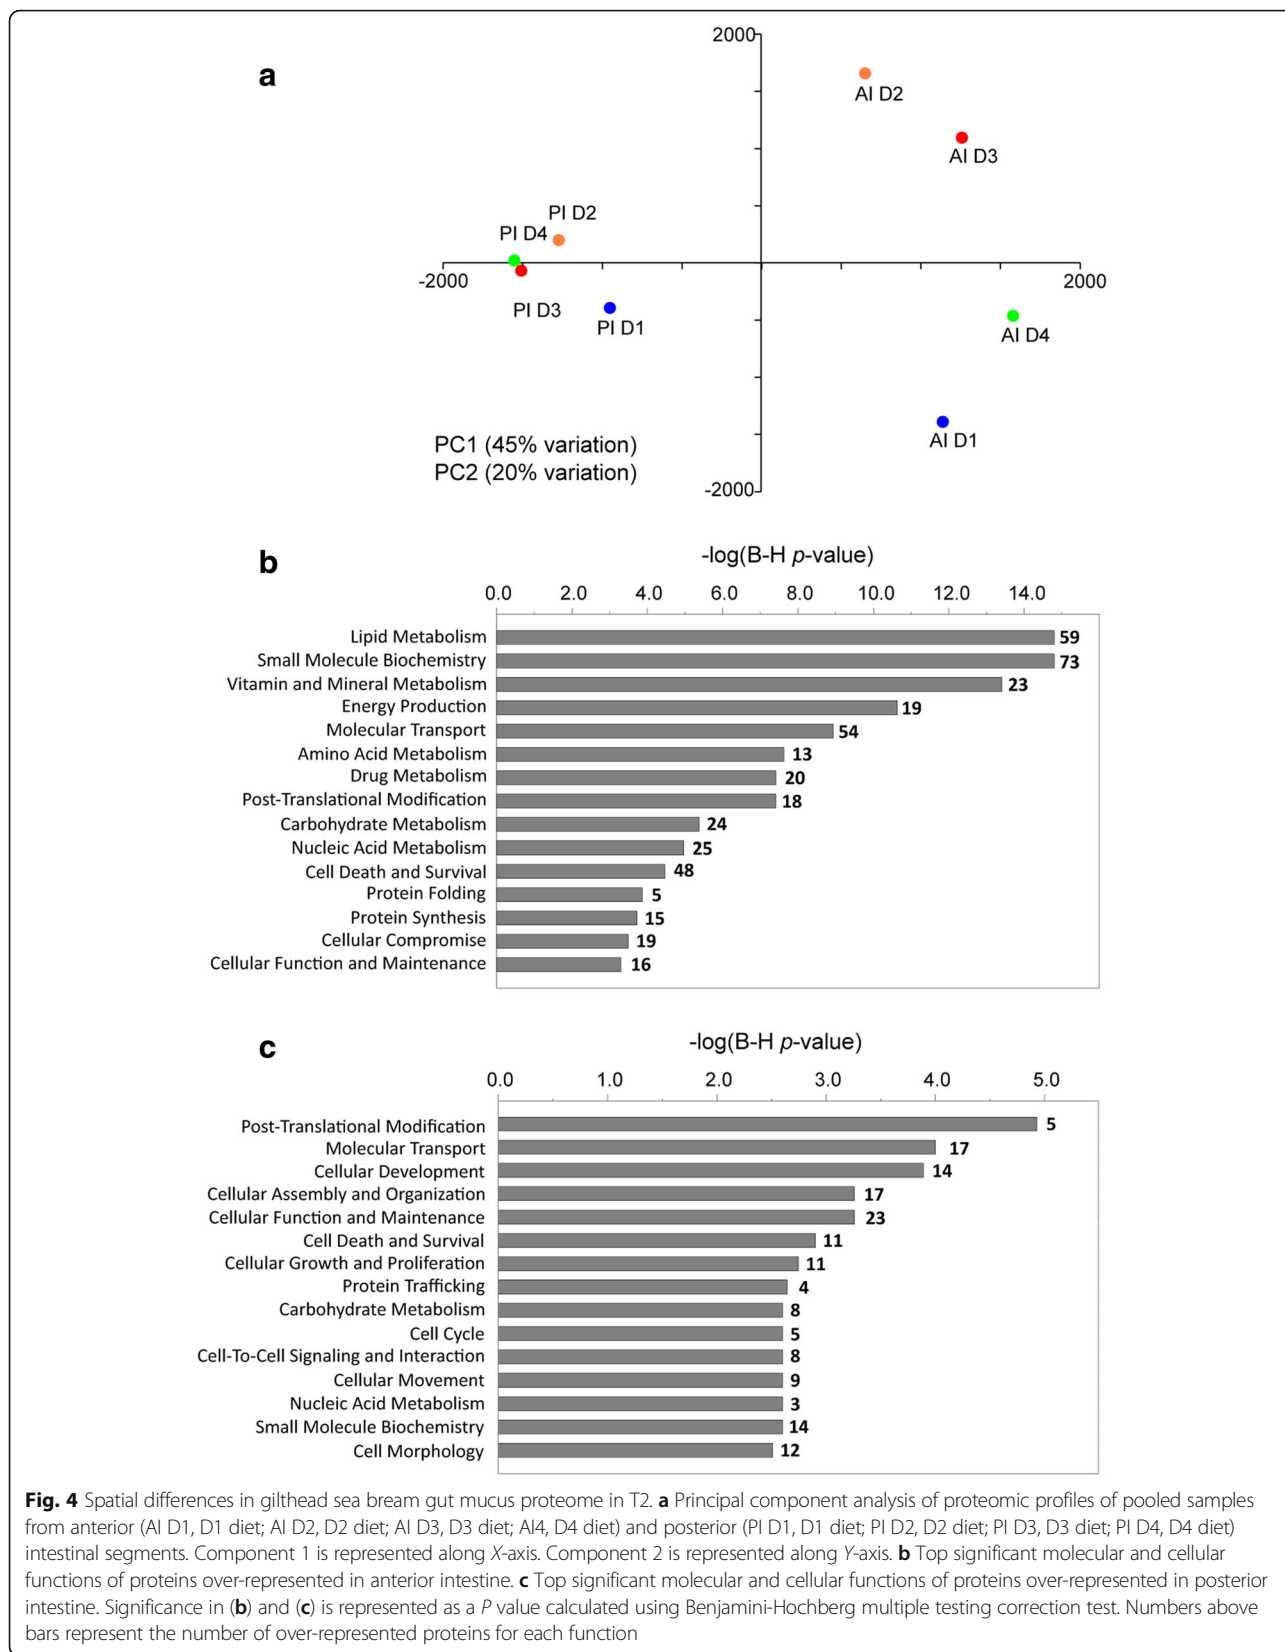 a
2000
AI D2
AI D3
PI D2
PI D4
-2000
2000
PI D3
PI D1
AI D4
AI D1
PC1 (45% variation)
PC2 (20% variation)
-2000
b
-log(B-H p-value)
0.0 2.0 4.0 6.0 8.0 10.0 12.0 14.0
Lipid Metabolism 59
Small Molecule Biochemistry 73
Vitamin and Mineral Metabolism 23
Energy Production 19
Molecular Transport 54
Amino Acid Metabolism 13
Drug Metabolism 20
Post-Translational Modification 18
Carbohydrate Metabolism 24
Nucleic Acid Metabolism 25
Cell Death and Survival 48
Protein Folding 5
Protein Synthesis 15
Cellular Compromise 19
Cellular Function and Maintenance 16
c
-log(B-H p-value)
0.0 1.0 2.0 3.0 4.0 5.0
Post-Translational Modification 5
Molecular Transport 17
Cellular Development 14
Cellular Assembly and Organization 17
Cellular Function and Maintenance 23
Cell Death and Survival 11
Cellular Growth and Proliferation 11
Protein Trafficking 4
Carbohydrate Metabolism 8
Cell Cycle 5
Cell-To-Cell Signaling and Interaction 8
Cellular Movement 9
Nucleic Acid Metabolism 3
Small Molecule Biochemistry 14
Cell Morphology 12
Fig. 4 Spatial differences in gilthead sea bream gut mucus proteome in T2. a Principal component analysis of proteomic profiles of pooled samples
from anterior (AI D1, D1 diet; AI D2, D2 diet; AI D3, D3 diet; AI4, D4 diet) and posterior (PI D1, D1 diet; PI D2, D2 diet; PI D3, D3 diet; PI D4, D4 diet)
intestinal segments. Component 1 is represented along X-axis. Component 2 is represented along Y-axis. b Top significant molecular and cellular
functions of proteins over-represented in anterior intestine. c Top significant molecular and cellular functions of proteins over-represented in posterior
intestine. Significance in (b) and (c) is represented as a P value calculated using Benjamini-Hochberg multiple testing correction test. Numbers above
bars represent the number of over-represented proteins for each function